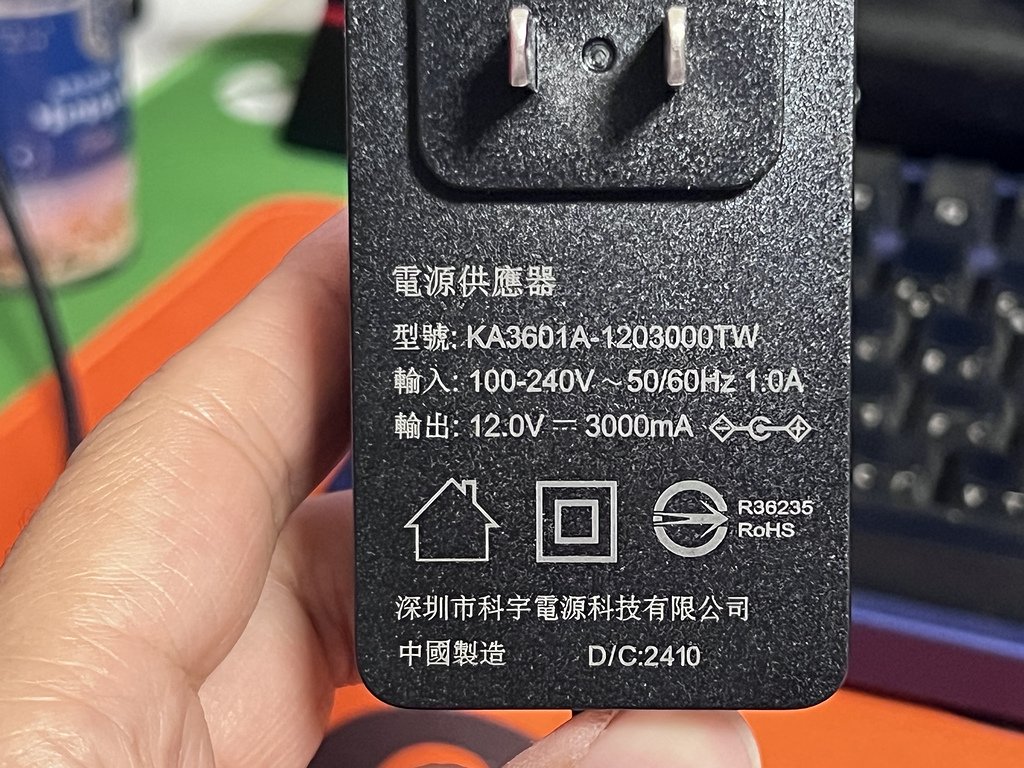 電源供應器
型號: KA3601A-1203000TW
輸入: 100-240V ~ 50/60Hz 1.0A
輸出: 12.0V ⎓ 3000mA
R36235
RoHS
深圳市科宇電源科技有限公司
中國製造 D/C:2410